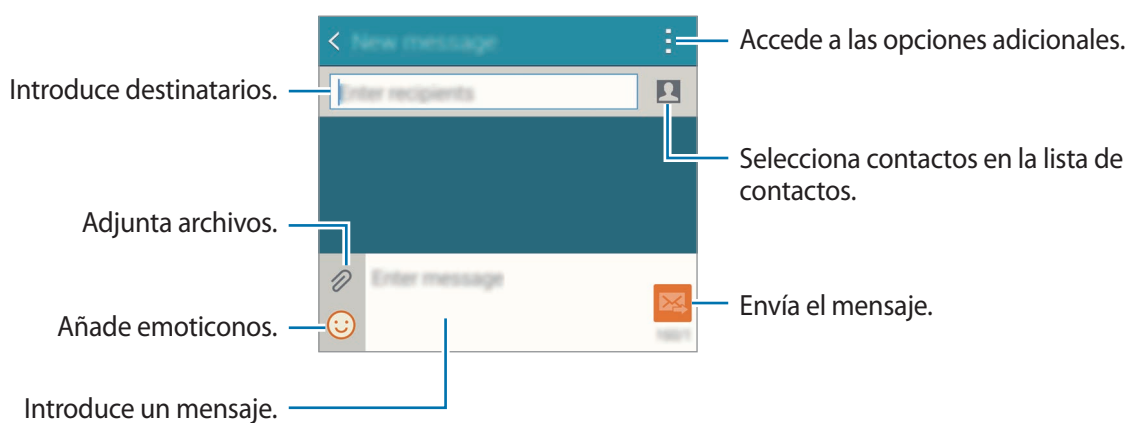 New message
Accede a las opciones adicionales.
Introduce destinatarios.
Enter recipients
Selecciona contactos en la lista de
contactos.
Adjunta archivos.
Enter message
Envía el mensaje.
Añade emoticonos.
Introduce un mensaje.